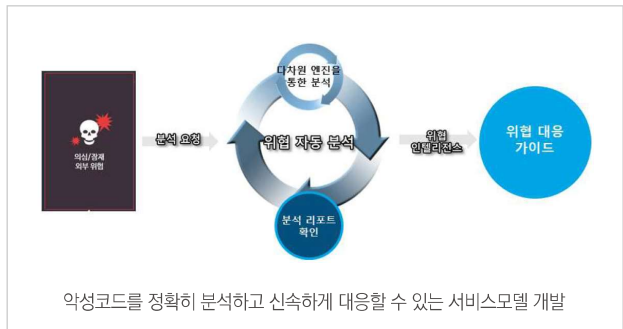 다차원 엔진을
통한 분석
의심/잠재
외부 위협
분석 요청
위협 자동 분석
위협
인텔리전스
위협 대응
가이드
분석 리포트
확인
악성코드를 정확히 분석하고 신속하게 대응할 수 있는 서비스모델 개발